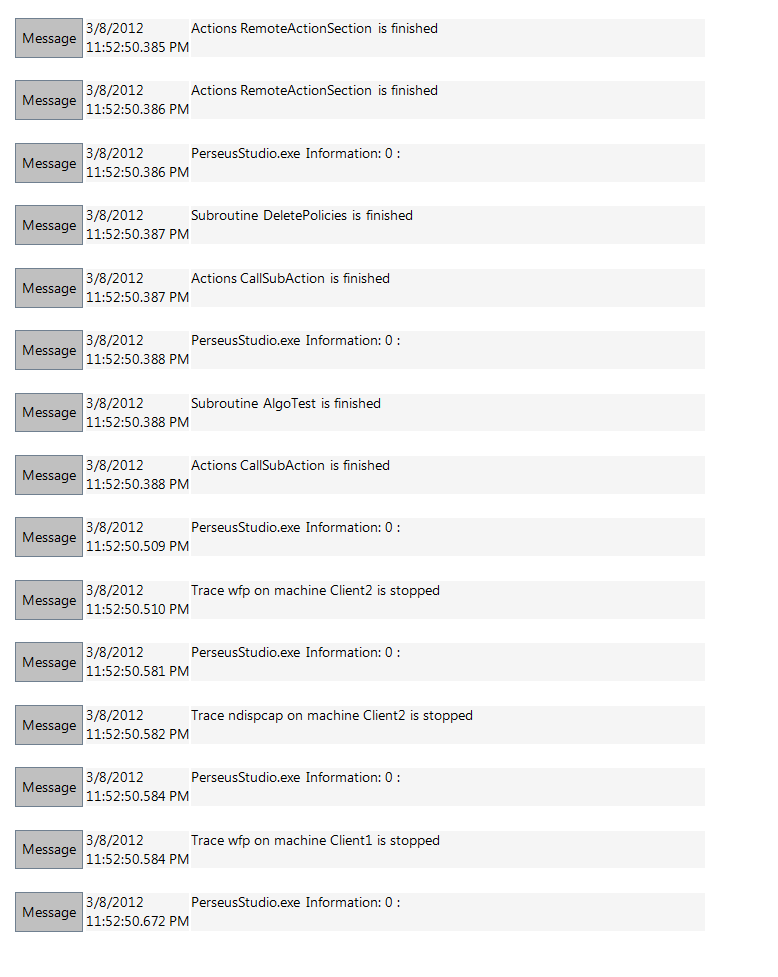 Message 3/8/2012 Actions RemoteActionSection is finished
11:52:50.385 PM
Message 3/8/2012 Actions RemoteActionSection is finished
11:52:50.386 PM
Message 3/8/2012 PerseusStudio.exe Information: 0 :
11:52:50.386 PM
Message 3/8/2012 Subroutine DeletePolicies is finished
11:52:50.387 PM
Message 3/8/2012 Actions CallSubAction is finished
11:52:50.387 PM
Message 3/8/2012 PerseusStudio.exe Information: 0 :
11:52:50.388 PM
Message 3/8/2012 Subroutine AlgoTest is finished
11:52:50.388 PM
Message 3/8/2012 Actions CallSubAction is finished
11:52:50.388 PM
Message 3/8/2012 PerseusStudio.exe Information: 0 :
11:52:50.509 PM
Message 3/8/2012 Trace wfp on machine Client2 is stopped
11:52:50.510 PM
Message 3/8/2012 PerseusStudio.exe Information: 0 :
11:52:50.581 PM
Message 3/8/2012 Trace ndispcap on machine Client2 is stopped
11:52:50.582 PM
Message 3/8/2012 PerseusStudio.exe Information: 0 :
11:52:50.584 PM
Message 3/8/2012 Trace wfp on machine Client1 is stopped
11:52:50.584 PM
Message 3/8/2012 PerseusStudio.exe Information: 0 :
11:52:50.672 PM